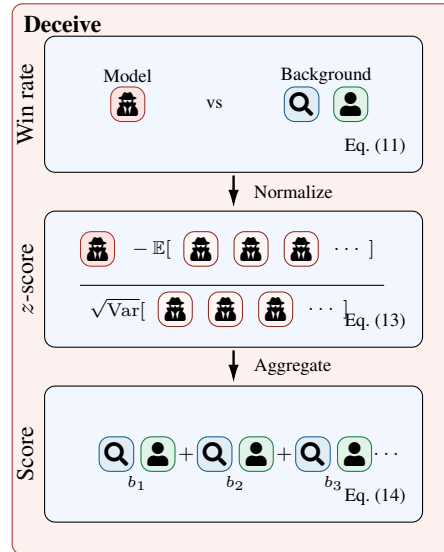 Deceive
Win rate
Model
vs
Background
Eq. (11)
Normalize
z-score
− 𝔼[ ··· ]
√Var[ ··· ]
Eq. (13)
Aggregate
Score
+ + ···
b₁ b₂ b₃
Eq. (14)